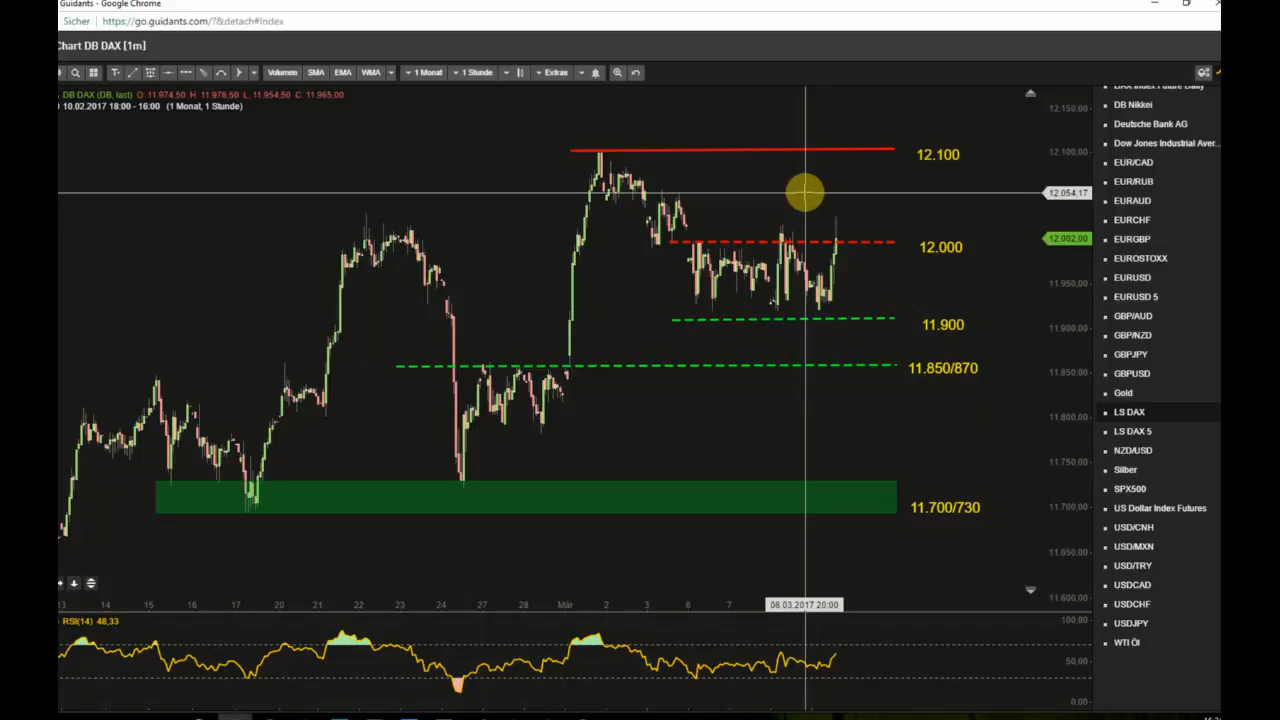 Guidants - Google Chrome
Sicher https://go.guidants.com/?&detach#Index
Chart DB DAX [1m]
Volumen SMA EMA WMA 1 Monat 1 Stunde Extras
DB DAX (DB, last) O: 11.974,50 H: 11.976,50 L: 11.954,50 C: 11.965,00
10.02.2017 18:00 - 16:00 (1 Monat, 1 Stunde)
12.150,00
12.100,00
12.054,17
12.002,00
11.950,00
11.900,00
11.850,00
11.800,00
11.750,00
11.700,00
11.650,00
11.600,00
12.100
12.000
11.900
11.850/870
11.700/730
13 14 15 16 17 20 21 22 23 24 27 28 Mär 2 3 6 7 08.03.2017 20:00
RSI(14) 48,33
100,00
50,00
0,00
DAX Index Future Daily
DB Nikkei
Deutsche Bank AG
Dow Jones Industrial Aver...
EUR/CAD
EUR/RUB
EURAUD
EURCHF
EURGBP
EUROSTOXX
EURUSD
EURUSD 5
GBP/AUD
GBP/NZD
GBPJPY
GBPUSD
Gold
LS DAX
LS DAX 5
NZD/USD
Silber
SPX500
US Dollar Index Futures
USD/CNH
USD/MXN
USD/TRY
USDCAD
USDCHF
USDJPY
WTI Öl